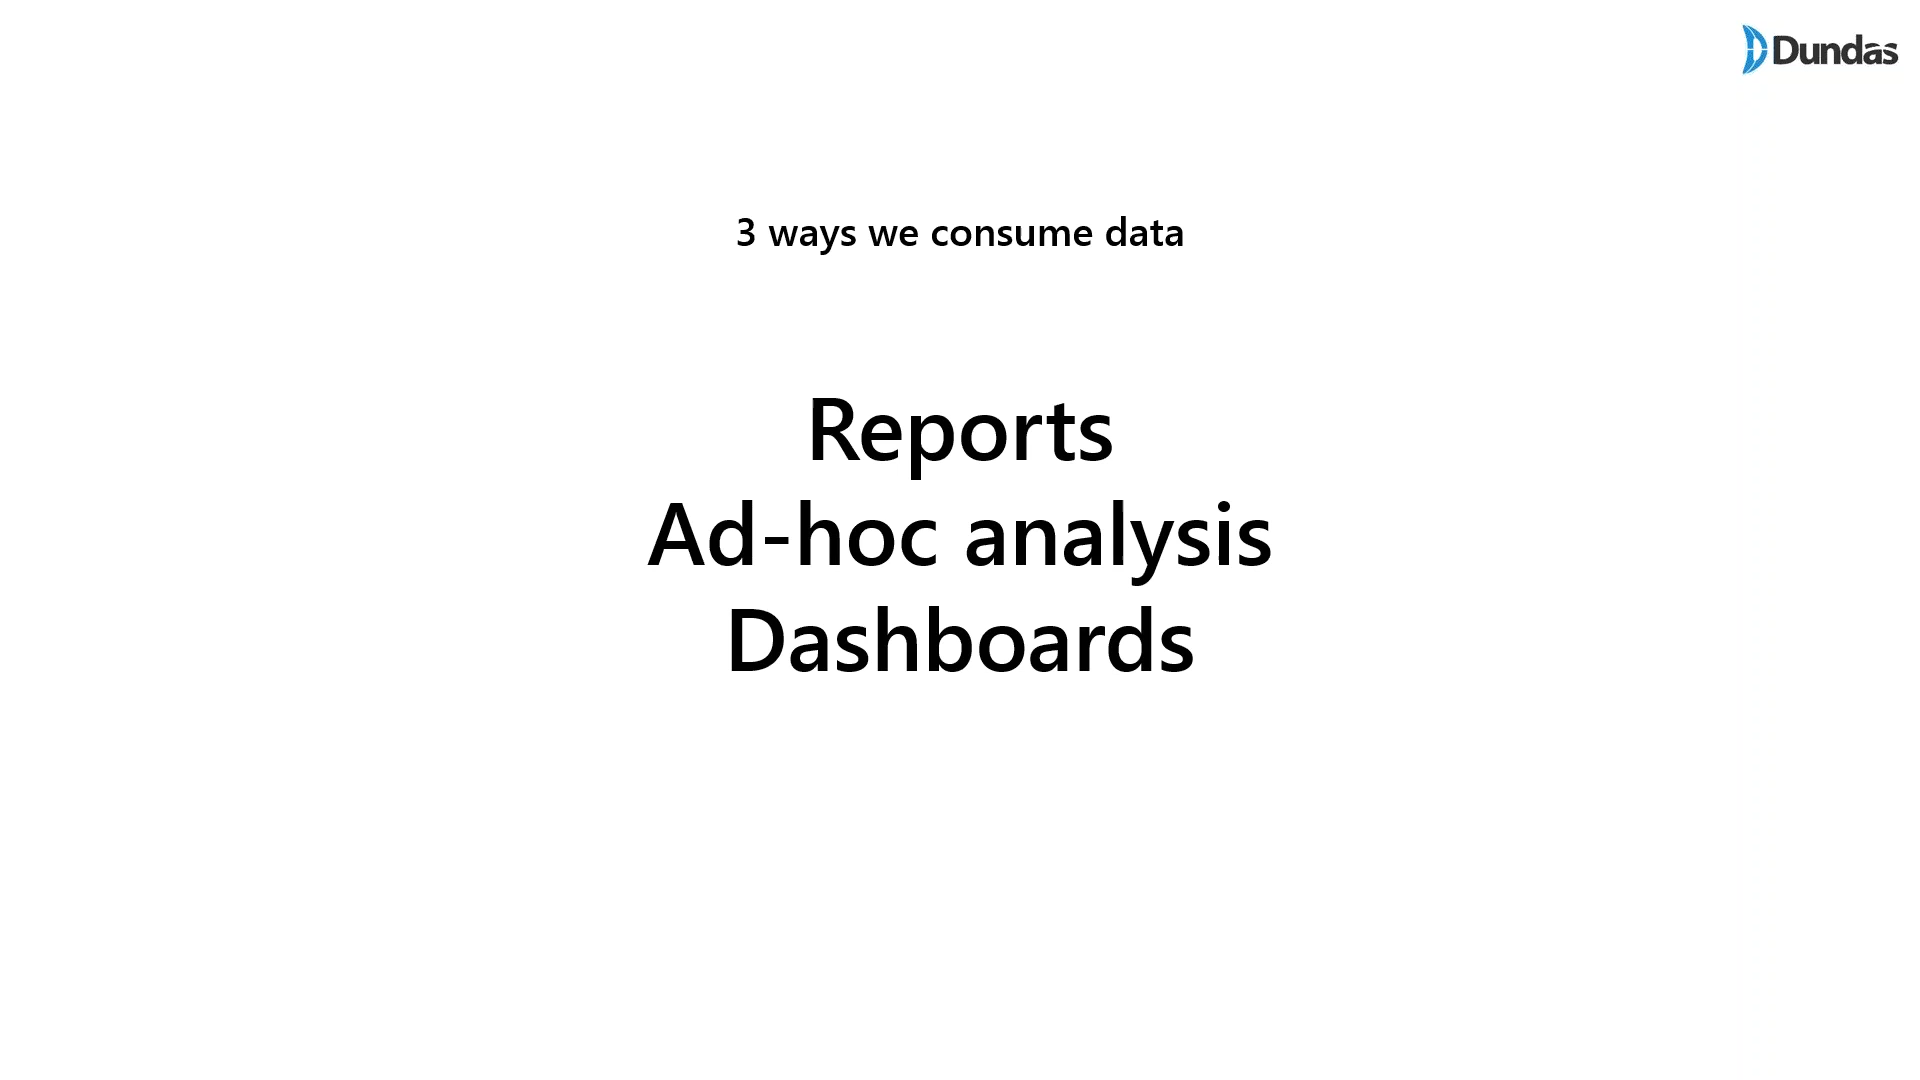 Dundas
3 ways we consume data
Reports
Ad-hoc analysis
Dashboards